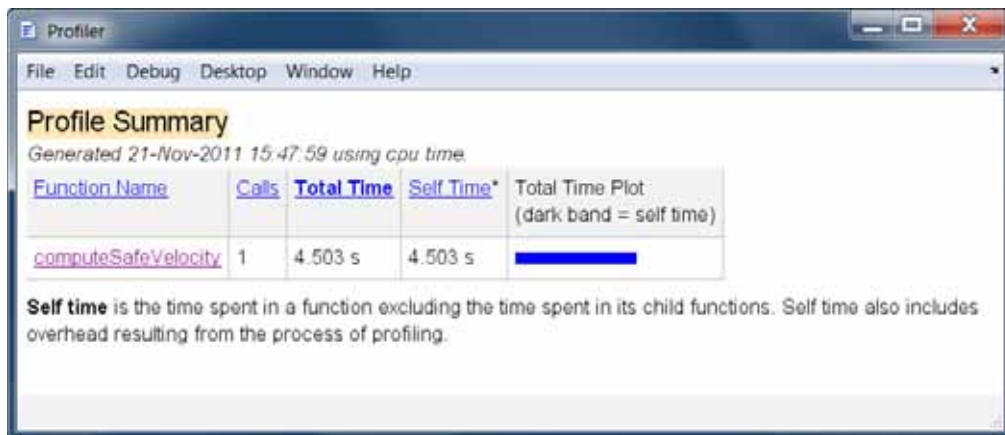 Profiler
File Edit Debug Desktop Window Help
Profile Summary
Generated 21-Nov-2011 15:47:59 using cpu time.
Function Name Calls Total Time Self Time* Total Time Plot
(dark band = self time)
computeSafeVelocity 1 4.503 s 4.503 s
Self time is the time spent in a function excluding the time spent in its child functions. Self time also includes
overhead resulting from the process of profiling.